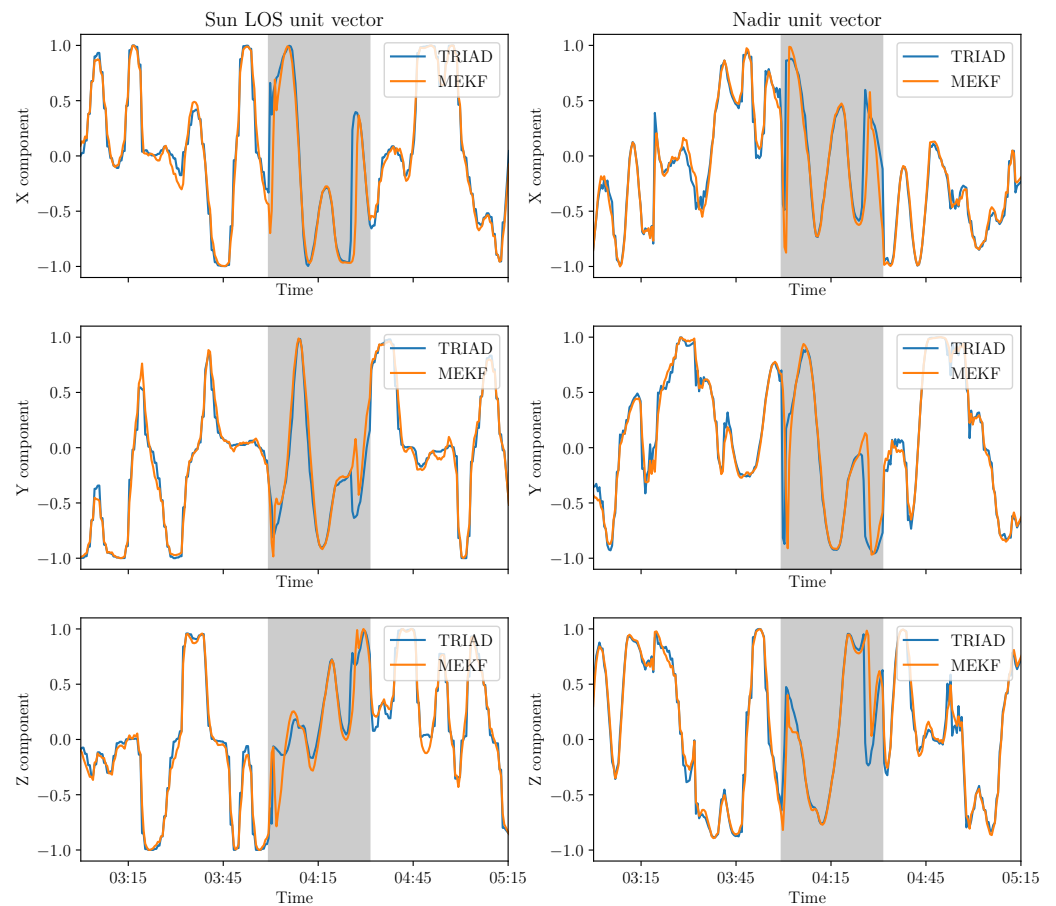 Sun LOS unit vector
1.0
0.5
0.0
−0.5
−1.0
X component
Time
TRIAD
MEKF
Nadir unit vector
1.0
0.5
0.0
−0.5
−1.0
X component
Time
TRIAD
MEKF
1.0
0.5
0.0
−0.5
−1.0
Y component
Time
TRIAD
MEKF
1.0
0.5
0.0
−0.5
−1.0
Y component
Time
TRIAD
MEKF
1.0
0.5
0.0
−0.5
−1.0
Z component
03:15 03:45 04:15 04:45 05:15
Time
TRIAD
MEKF
1.0
0.5
0.0
−0.5
−1.0
Z component
03:15 03:45 04:15 04:45 05:15
Time
TRIAD
MEKF